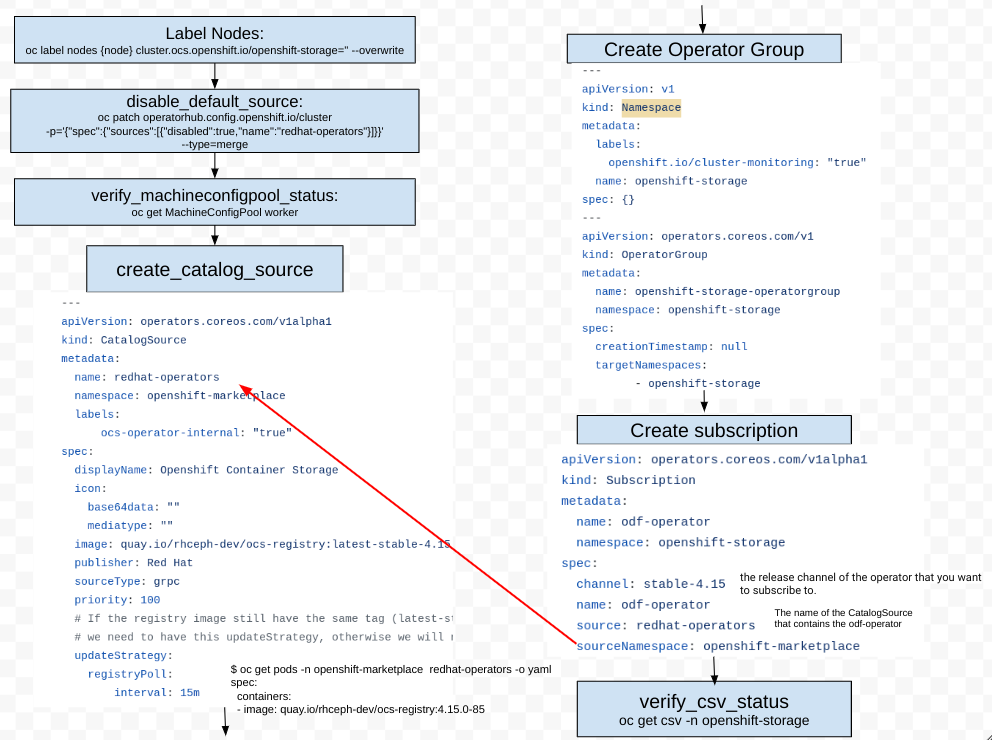 Label Nodes:
oc label nodes {node} cluster.ocs.openshift.io/openshift-storage='' --overwrite
disable_default_source:
oc patch operatorhub.config.openshift.io/cluster
-p='{"spec":{"sources":[{"disabled":true,"name":"redhat-operators"}]}}'
--type=merge
verify_machineconfigpool_status:
oc get MachineConfigPool worker
create_catalog_source
---
apiVersion: operators.coreos.com/v1alpha1
kind: CatalogSource
metadata:
  name: redhat-operators
  namespace: openshift-marketplace
  labels:
      ocs-operator-internal: "true"
spec:
  displayName: Openshift Container Storage
  icon:
    base64data: ""
    mediatype: ""
  image: quay.io/rhceph-dev/ocs-registry:latest-stable-4.15
  publisher: Red Hat
  sourceType: grpc
  priority: 100
  # If the registry image still have the same tag (latest-st
  # we need to have this updateStrategy, otherwise we will
  updateStrategy:
    registryPoll:
        interval: 15m
$ oc get pods -n openshift-marketplace  redhat-operators -o yaml
spec:
  containers:
  - image: quay.io/rhceph-dev/ocs-registry:4.15.0-85
Create Operator Group
---
apiVersion: v1
kind: Namespace
metadata:
  labels:
    openshift.io/cluster-monitoring: "true"
  name: openshift-storage
spec: {}
---
apiVersion: operators.coreos.com/v1
kind: OperatorGroup
metadata:
  name: openshift-storage-operatorgroup
  namespace: openshift-storage
spec:
  creationTimestamp: null
  targetNamespaces:
        - openshift-storage
Create subscription
apiVersion: operators.coreos.com/v1alpha1
kind: Subscription
metadata:
  name: odf-operator
  namespace: openshift-storage
spec:
  channel: stable-4.15
the release channel of the operator that you want
to subscribe to.
  name: odf-operator
  source: redhat-operators
The name of the CatalogSource
that contains the odf-operator
  sourceNamespace: openshift-marketplace
verify_csv_status
oc get csv -n openshift-storage